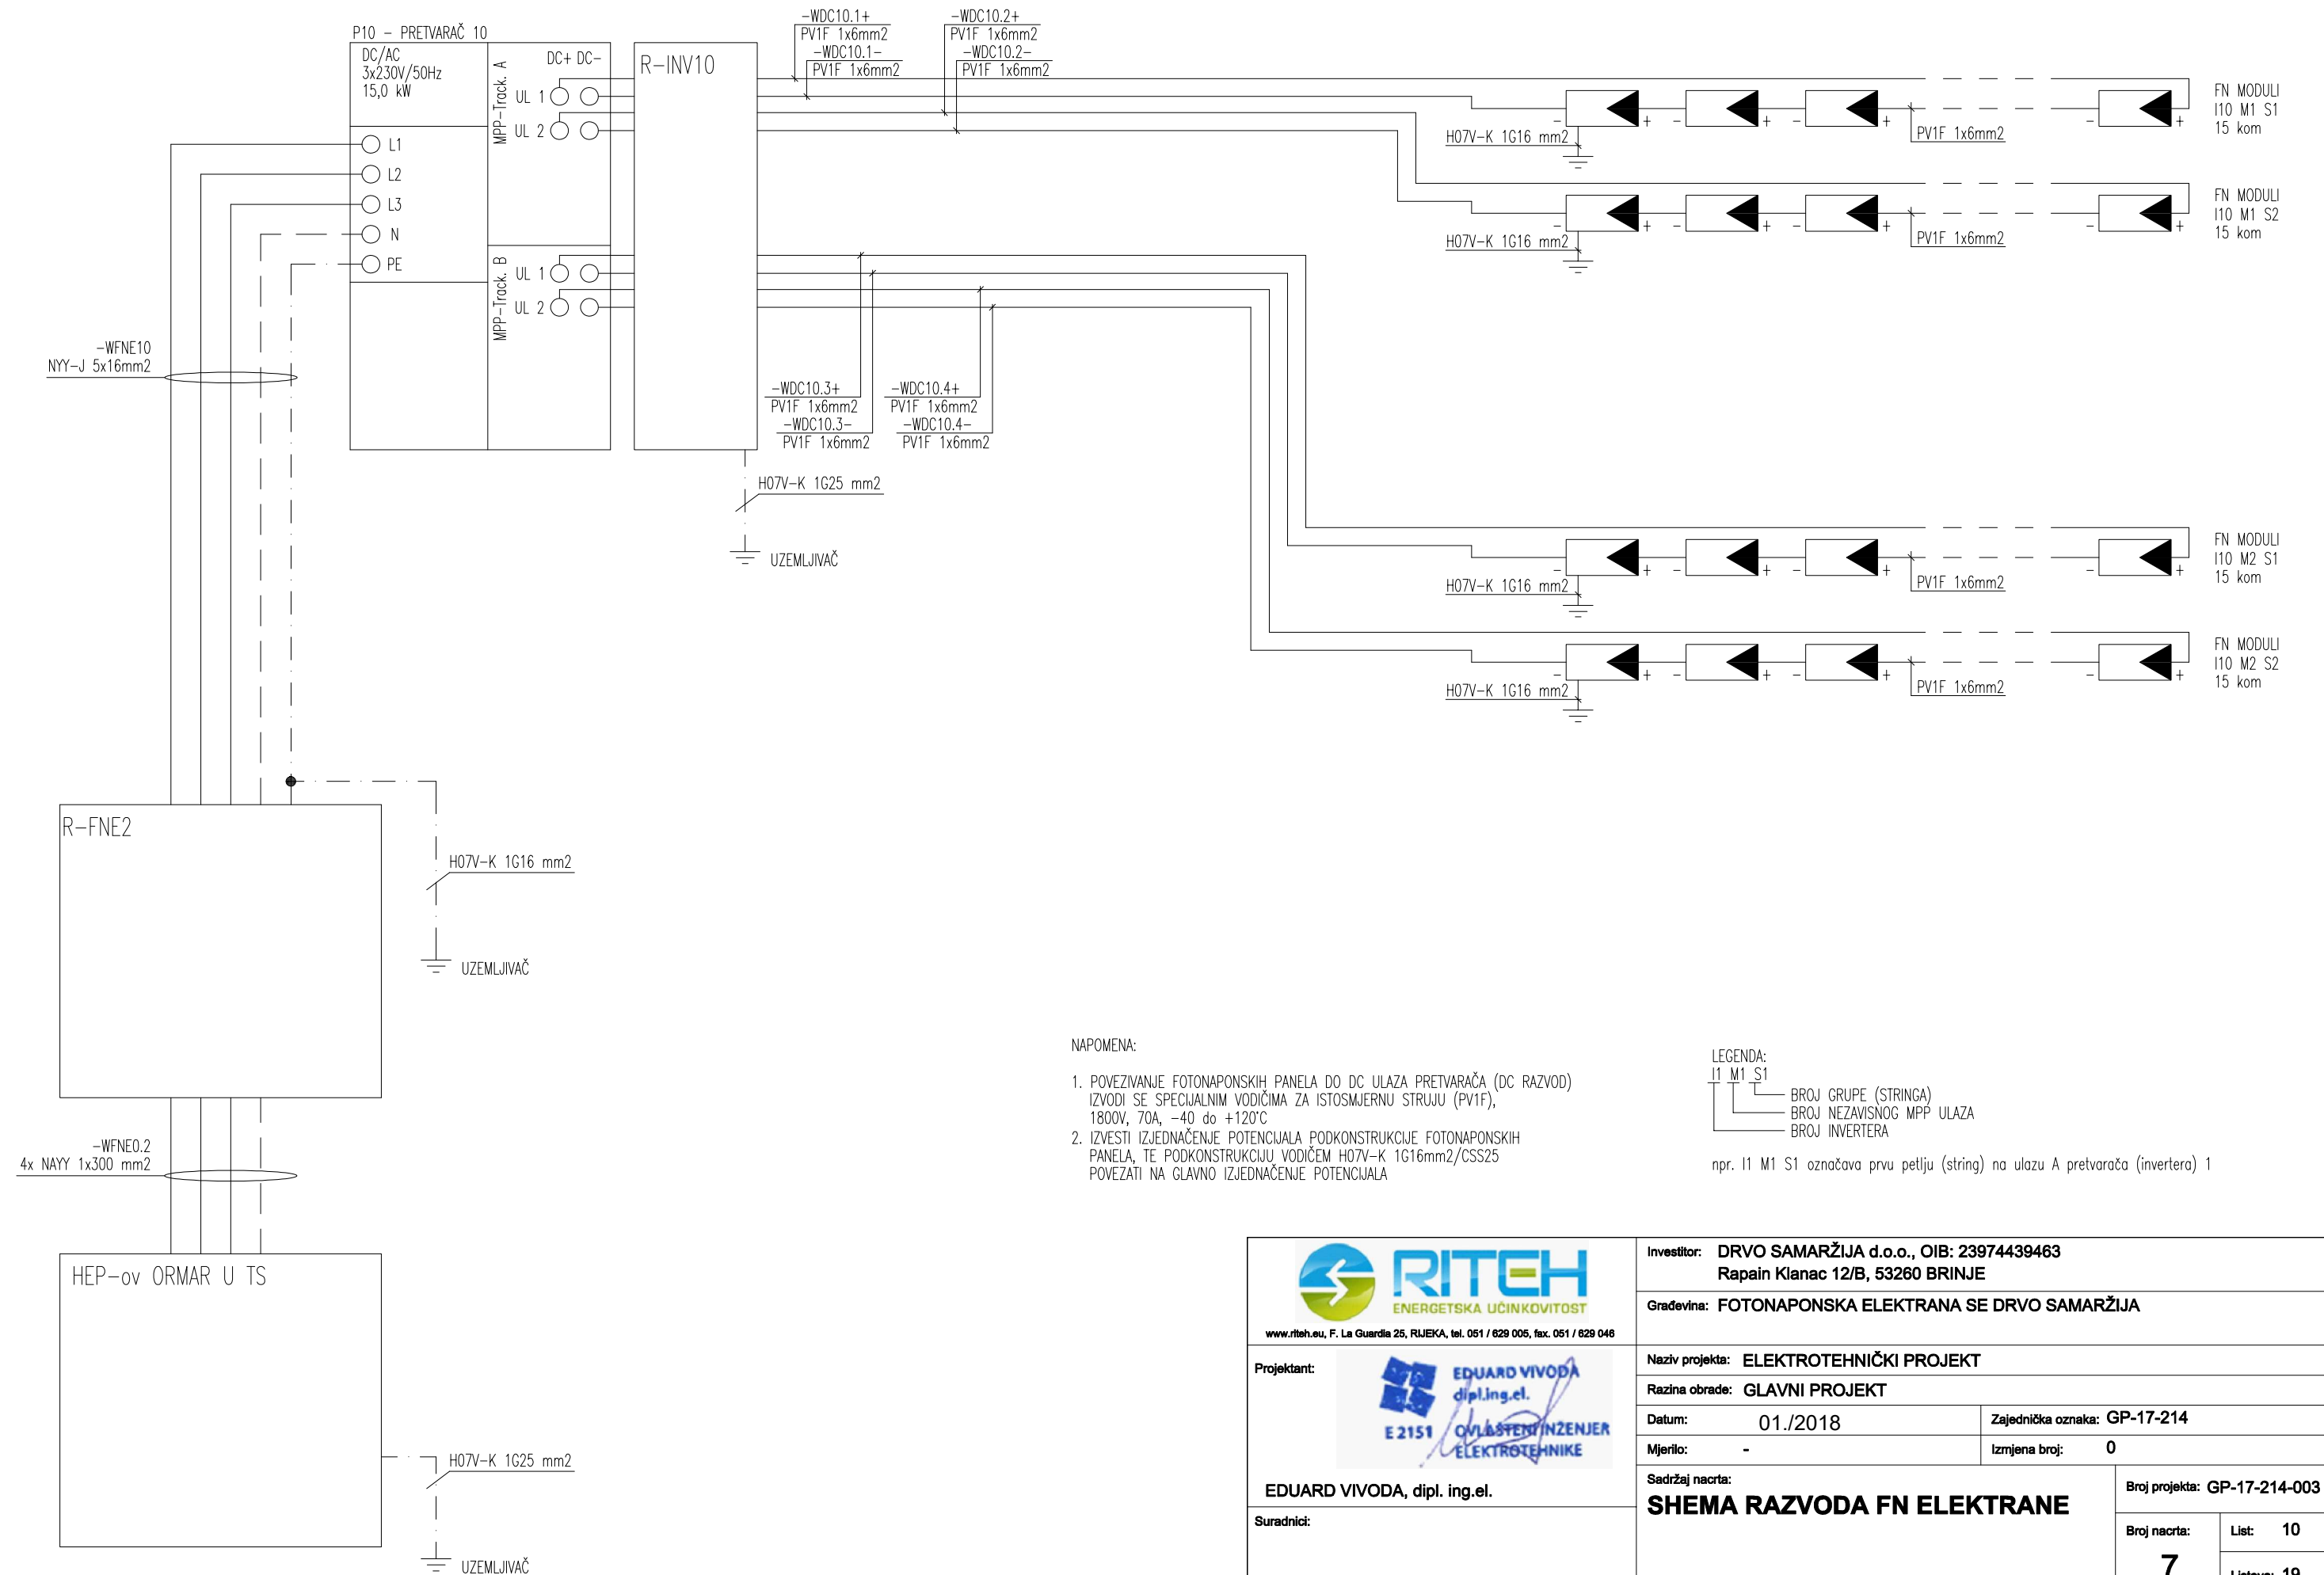 P10 – PRETVARAČ 10
DC/AC
3x230V/50Hz
15,0 kW
MPP-Track. A
DC+ DC-
UL 1
UL 2
L1
L2
L3
N
PE
MPP-Track. B
UL 1
UL 2
R-INV10
-WDC10.1+
PV1F 1x6mm2
-WDC10.1-
PV1F 1x6mm2
-WDC10.2+
PV1F 1x6mm2
-WDC10.2-
PV1F 1x6mm2
H07V-K 1G16 mm2
PV1F 1x6mm2
FN MODULI
I10 M1 S1
15 kom
H07V-K 1G16 mm2
PV1F 1x6mm2
FN MODULI
I10 M1 S2
15 kom
-WFNE10
NYY-J 5x16mm2
-WDC10.3+
PV1F 1x6mm2
-WDC10.3-
PV1F 1x6mm2
-WDC10.4+
PV1F 1x6mm2
-WDC10.4-
PV1F 1x6mm2
H07V-K 1G25 mm2
UZEMLJIVAČ
H07V-K 1G16 mm2
PV1F 1x6mm2
FN MODULI
I10 M2 S1
15 kom
H07V-K 1G16 mm2
PV1F 1x6mm2
FN MODULI
I10 M2 S2
15 kom
R-FNE2
H07V-K 1G16 mm2
UZEMLJIVAČ
-WFNE0.2
4x NAYY 1x300 mm2
HEP-ov ORMAR U TS
H07V-K 1G25 mm2
UZEMLJIVAČ
NAPOMENA:
1. POVEZIVANJE FOTONAPONSKIH PANELA DO DC ULAZA PRETVARAČA (DC RAZVOD)
IZVODI SE SPECIJALNIM VODIČIMA ZA ISTOSMJERNU STRUJU (PV1F),
1800V, 70A, -40 do +120°C
2. IZVESTI IZJEDNAČENJE POTENCIJALA PODKONSTRUKCIJE FOTONAPONSKIH
PANELA, TE PODKONSTRUKCIJU VODIČEM H07V-K 1G16mm2/CSS25
POVEZATI NA GLAVNO IZJEDNAČENJE POTENCIJALA
LEGENDA:
I1 M1 S1
BROJ GRUPE (STRINGA)
BROJ NEZAVISNOG MPP ULAZA
BROJ INVERTERA
npr. I1 M1 S1 označava prvu petlju (string) na ulazu A pretvarača (invertera) 1
RITEH
ENERGETSKA UČINKOVITOST
www.riteh.eu, F. La Guardia 25, RIJEKA, tel. 051 / 629 005, fax. 051 / 629 046
Investitor: DRVO SAMARŽIJA d.o.o., OIB: 23974439463
Rapain Klanac 12/B, 53260 BRINJE
Građevina: FOTONAPONSKA ELEKTRANA SE DRVO SAMARŽIJA
Projektant:
EDUARD VIVODA
dipl.ing.el.
E 2151 OVLAŠTENI INŽENJER
ELEKTROTEHNIKE
EDUARD VIVODA, dipl. ing.el.
Suradnici:
Naziv projekta: ELEKTROTEHNIČKI PROJEKT
Razina obrade: GLAVNI PROJEKT
Datum: 01./2018
Zajednička oznaka: GP-17-214
Mjerilo: -
Izmjena broj: 0
Sadržaj nacrta:
SHEMA RAZVODA FN ELEKTRANE
Broj projekta: GP-17-214-003
Broj nacrta:
7
List: 10
Listova: 19